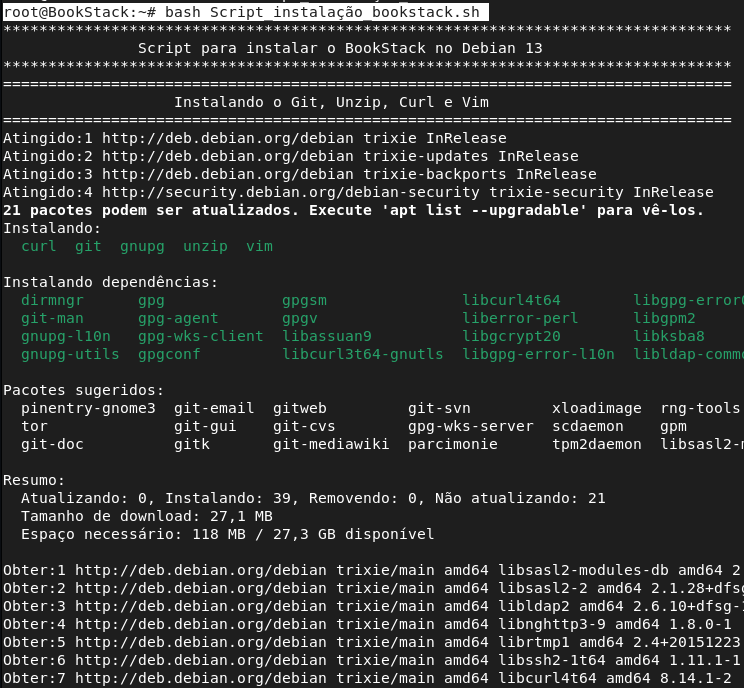 root@BookStack:~# bash Script_instalação_bookstack.sh
*********************************************************************************
Script para instalar o BookStack no Debian 13
*********************************************************************************
=================================================================================
Instalando o Git, Unzip, Curl e Vim
=================================================================================
Atingido:1 http://deb.debian.org/debian trixie InRelease
Atingido:2 http://deb.debian.org/debian trixie-updates InRelease
Atingido:3 http://deb.debian.org/debian trixie-backports InRelease
Atingido:4 http://security.debian.org/debian-security trixie-security InRelease
21 pacotes podem ser atualizados. Execute 'apt list --upgradable' para vê-los.
Instalando:
curl git gnupg unzip vim
Instalando dependências:
dirmngr gpg gpgsm libcurl4t64 libgpg-error
git-man gpg-agent gpgv liberror-perl libgpm2
gnupg-l10n gpg-wks-client libassuan9 libgcrypt20 libksba8
gnupg-utils gpgconf libcurl3t64-gnutls libgpg-error-l10n libldap-commo
Pacotes sugeridos:
pinentry-gnome3 git-email gitweb git-svn xloadimage rng-tools
tor git-gui git-cvs gpg-wks-server scdaemon gpm
git-doc gitk git-mediawiki parcimonie tpm2daemon libsasl2-m
Resumo:
Atualizando: 0, Instalando: 39, Removendo: 0, Não atualizando: 21
Tamanho de download: 27,1 MB
Espaço necessário: 118 MB / 27,3 GB disponível
Obter:1 http://deb.debian.org/debian trixie/main amd64 libsasl2-modules-db amd64 2
Obter:2 http://deb.debian.org/debian trixie/main amd64 libsasl2-2 amd64 2.1.28+dfsg
Obter:3 http://deb.debian.org/debian trixie/main amd64 libldap2 amd64 2.6.10+dfsg-1
Obter:4 http://deb.debian.org/debian trixie/main amd64 libnghttp3-9 amd64 1.8.0-1
Obter:5 http://deb.debian.org/debian trixie/main amd64 librtmp1 amd64 2.4+20151223
Obter:6 http://deb.debian.org/debian trixie/main amd64 libssh2-1t64 amd64 1.11.1-1
Obter:7 http://deb.debian.org/debian trixie/main amd64 libcurl4t64 amd64 8.14.1-2